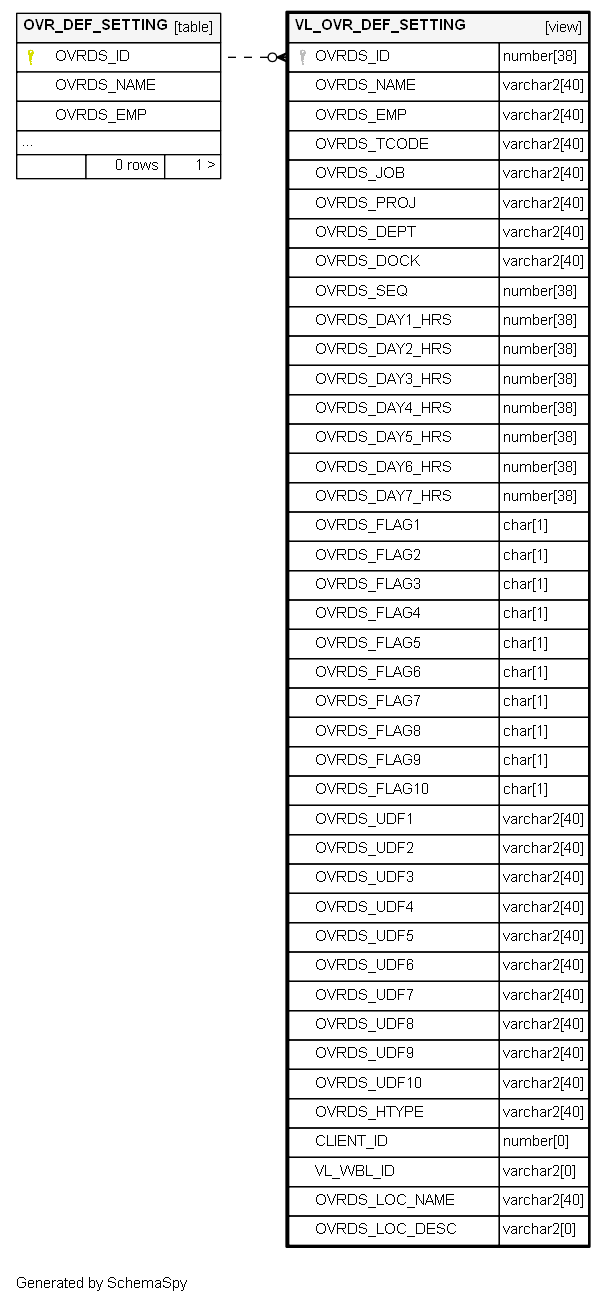 OVR_DEF_SETTING [table]
OVRDS_ID
OVRDS_NAME
OVRDS_EMP
...
0 rows 1 >
VL_OVR_DEF_SETTING [view]
OVRDS_ID number[38]
OVRDS_NAME varchar2[40]
OVRDS_EMP varchar2[40]
OVRDS_TCODE varchar2[40]
OVRDS_JOB varchar2[40]
OVRDS_PROJ varchar2[40]
OVRDS_DEPT varchar2[40]
OVRDS_DOCK varchar2[40]
OVRDS_SEQ number[38]
OVRDS_DAY1_HRS number[38]
OVRDS_DAY2_HRS number[38]
OVRDS_DAY3_HRS number[38]
OVRDS_DAY4_HRS number[38]
OVRDS_DAY5_HRS number[38]
OVRDS_DAY6_HRS number[38]
OVRDS_DAY7_HRS number[38]
OVRDS_FLAG1 char[1]
OVRDS_FLAG2 char[1]
OVRDS_FLAG3 char[1]
OVRDS_FLAG4 char[1]
OVRDS_FLAG5 char[1]
OVRDS_FLAG6 char[1]
OVRDS_FLAG7 char[1]
OVRDS_FLAG8 char[1]
OVRDS_FLAG9 char[1]
OVRDS_FLAG10 char[1]
OVRDS_UDF1 varchar2[40]
OVRDS_UDF2 varchar2[40]
OVRDS_UDF3 varchar2[40]
OVRDS_UDF4 varchar2[40]
OVRDS_UDF5 varchar2[40]
OVRDS_UDF6 varchar2[40]
OVRDS_UDF7 varchar2[40]
OVRDS_UDF8 varchar2[40]
OVRDS_UDF9 varchar2[40]
OVRDS_UDF10 varchar2[40]
OVRDS_HTYPE varchar2[40]
CLIENT_ID number[0]
VL_WBL_ID varchar2[0]
OVRDS_LOC_NAME varchar2[40]
OVRDS_LOC_DESC varchar2[0]
Generated by SchemaSpy